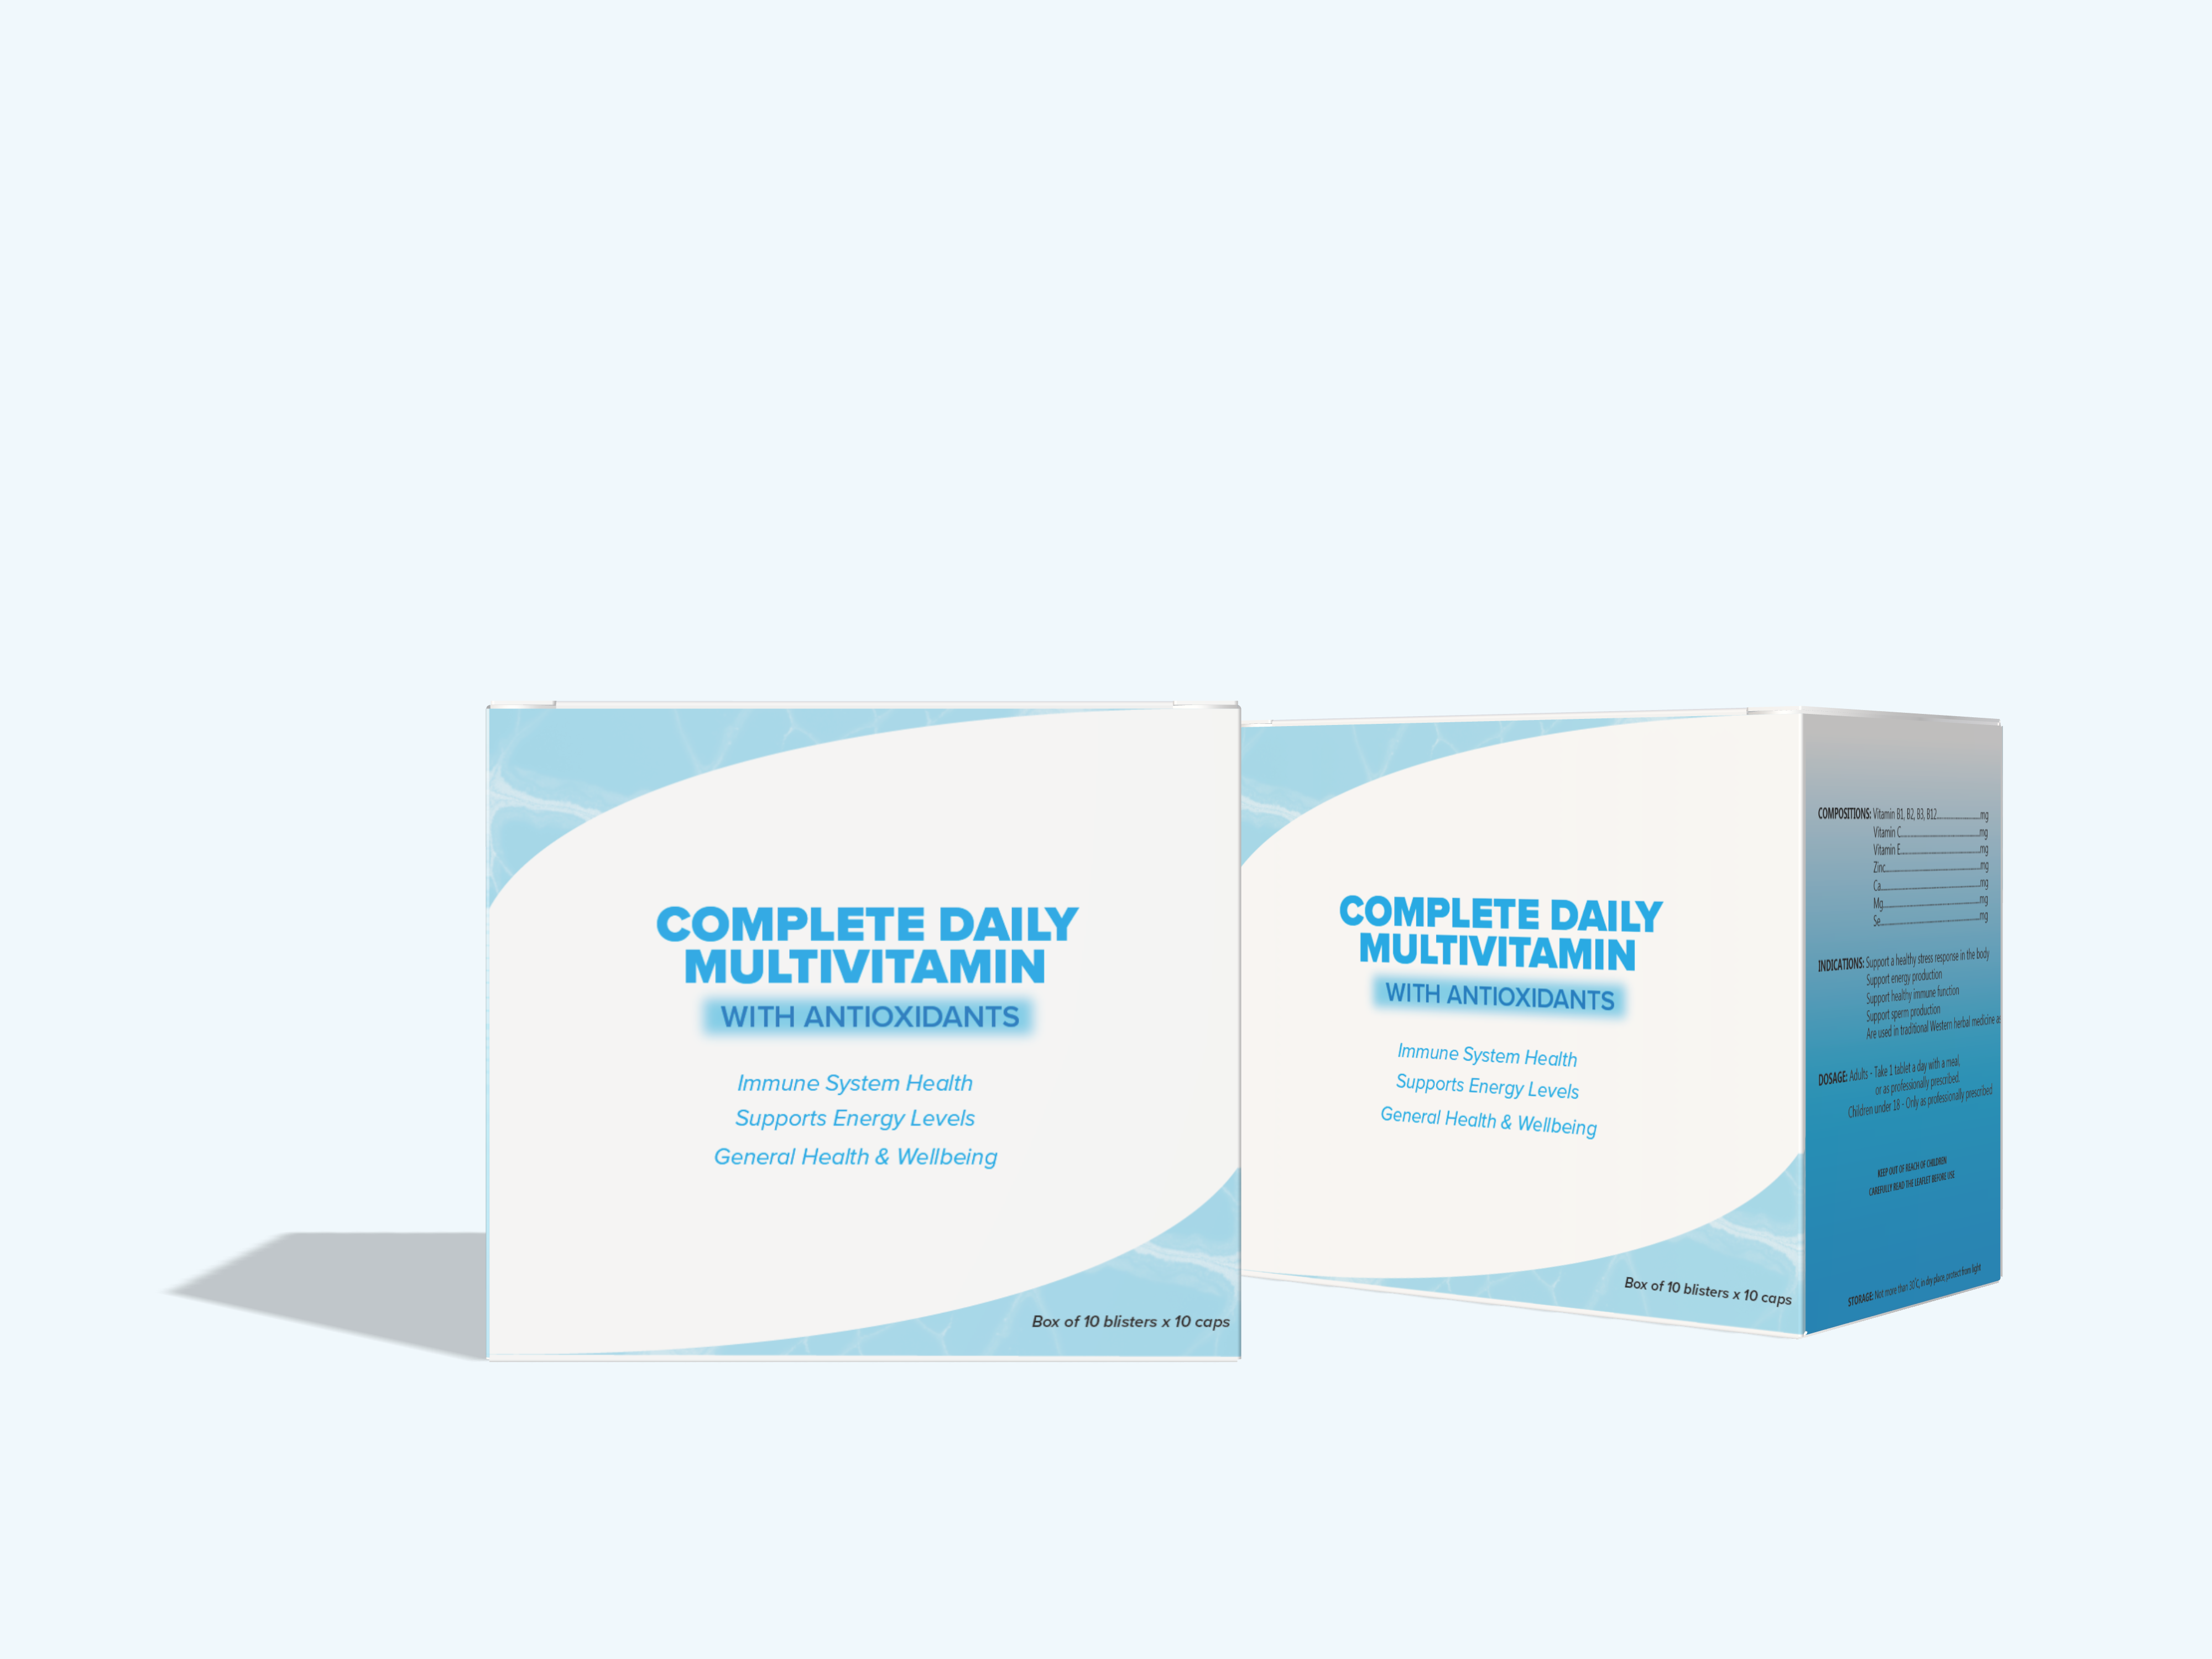 COMPLETE DAILY
MULTIVITAMIN
WITH ANTIOXIDANTS
Immune System Health
Supports Energy Levels
General Health & Wellbeing
Box of 10 blisters x 10 caps
COMPLETE DAILY
MULTIVITAMIN
WITH ANTIOXIDANTS
Immune System Health
Supports Energy Levels
General Health & Wellbeing
Box of 10 blisters x 10 caps
COMPOSITIONS: Vitamin B1, B2, B3, B12....................mg
Vitamin C....................mg
Vitamin E....................mg
Zinc....................mg
Ca....................mg
Mg....................mg
Se....................mg
INDICATIONS: Support a healthy stress response in the body
Support energy production
Support healthy immune function
Support sperm production
Are used in traditional Western herbal medicine as
DOSAGE: Adults - Take 1 tablet a day with a meal,
or as professionally prescribed.
Children under 18 - Only as professionally prescribed
KEEP OUT OF REACH OF CHILDREN
CAREFULLY READ THE LEAFLET BEFORE USE
STORAGE: Not more than 30°C, in dry place, protect from light